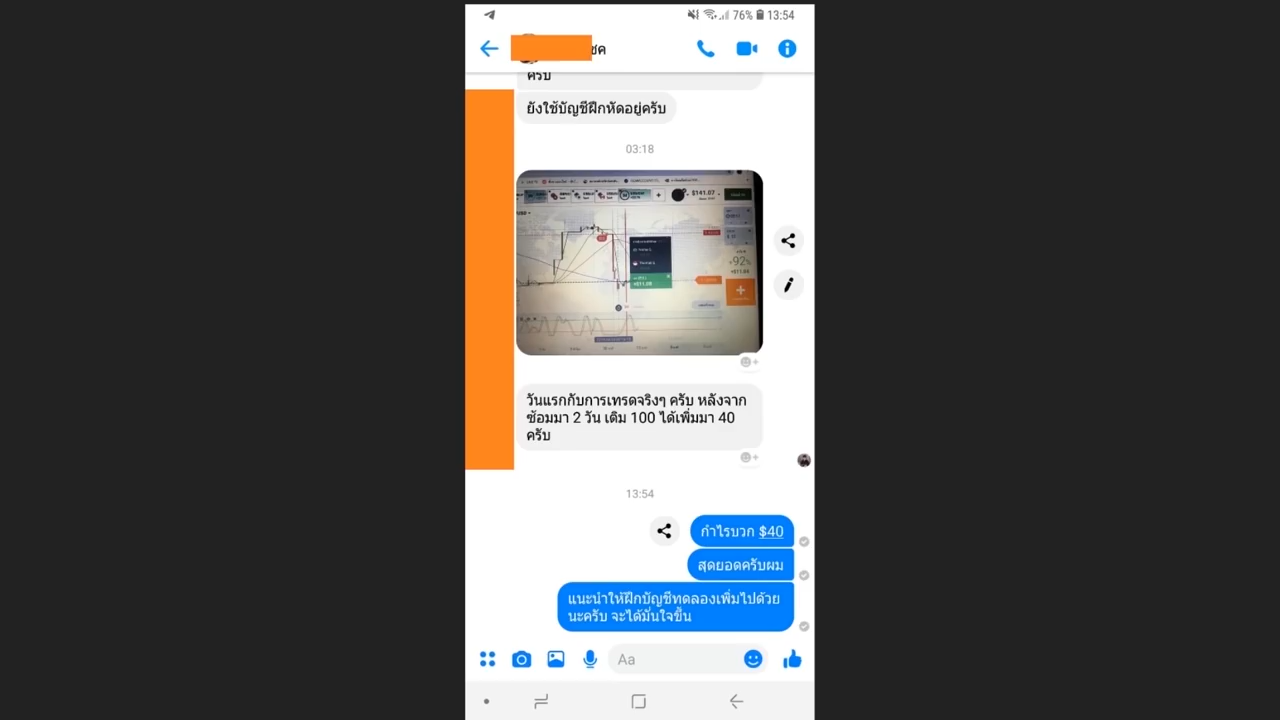 76% 13:54
ชค
ครับ
ยังใช้บัญชีฝึกหัดอยู่ครับ
03:18
$141.07
+92%
วันแรกกับการเทรดจริงๆ ครับ หลังจาก
ซ้อมมา 2 วัน เดิม 100 ได้เพิ่มมา 40
ครับ
13:54
กำไรบวก $40
สุดยอดครับผม
แนะนำให้ฝึกบัญชีทดลองเพิ่มไปด้วย
นะครับ จะได้มั่นใจขึ้น
Aa